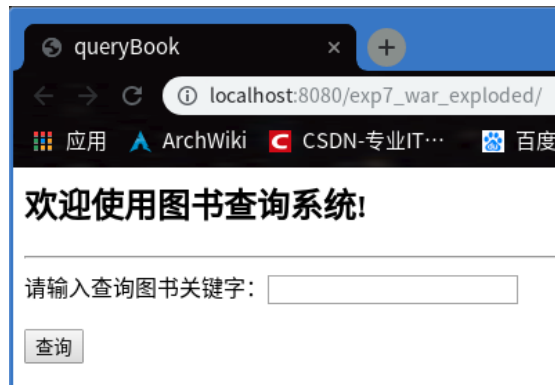 queryBook
localhost:8080/exp7_war_exploded/
应用 ArchWiki CSDN-专业IT… 百度
欢迎使用图书查询系统!
请输入查询图书关键字：
查询